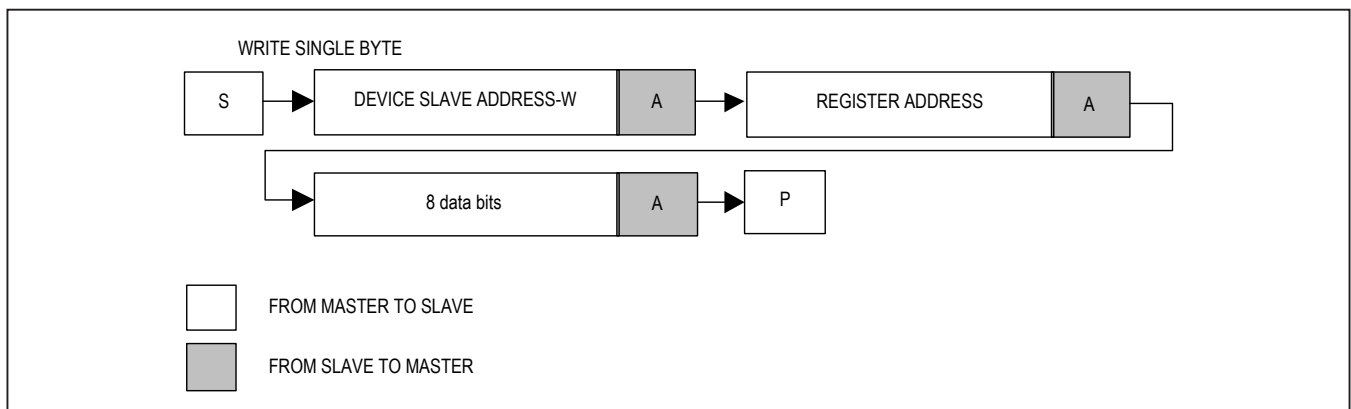 WRITE SINGLE BYTE
S DEVICE SLAVE ADDRESS-W A REGISTER ADDRESS A
8 data bits A P
FROM MASTER TO SLAVE
FROM SLAVE TO MASTER